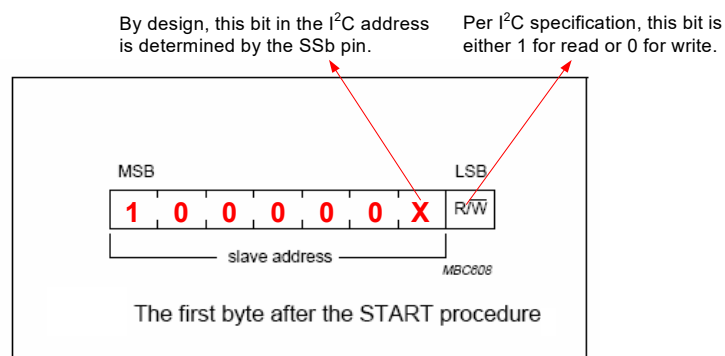 By design, this bit in the I²C address
is determined by the SSb pin.
Per I²C specification, this bit is
either 1 for read or 0 for write.
MSB LSB
1 0 0 0 0 0 X R/W̅
slave address
MBC608
The first byte after the START procedure